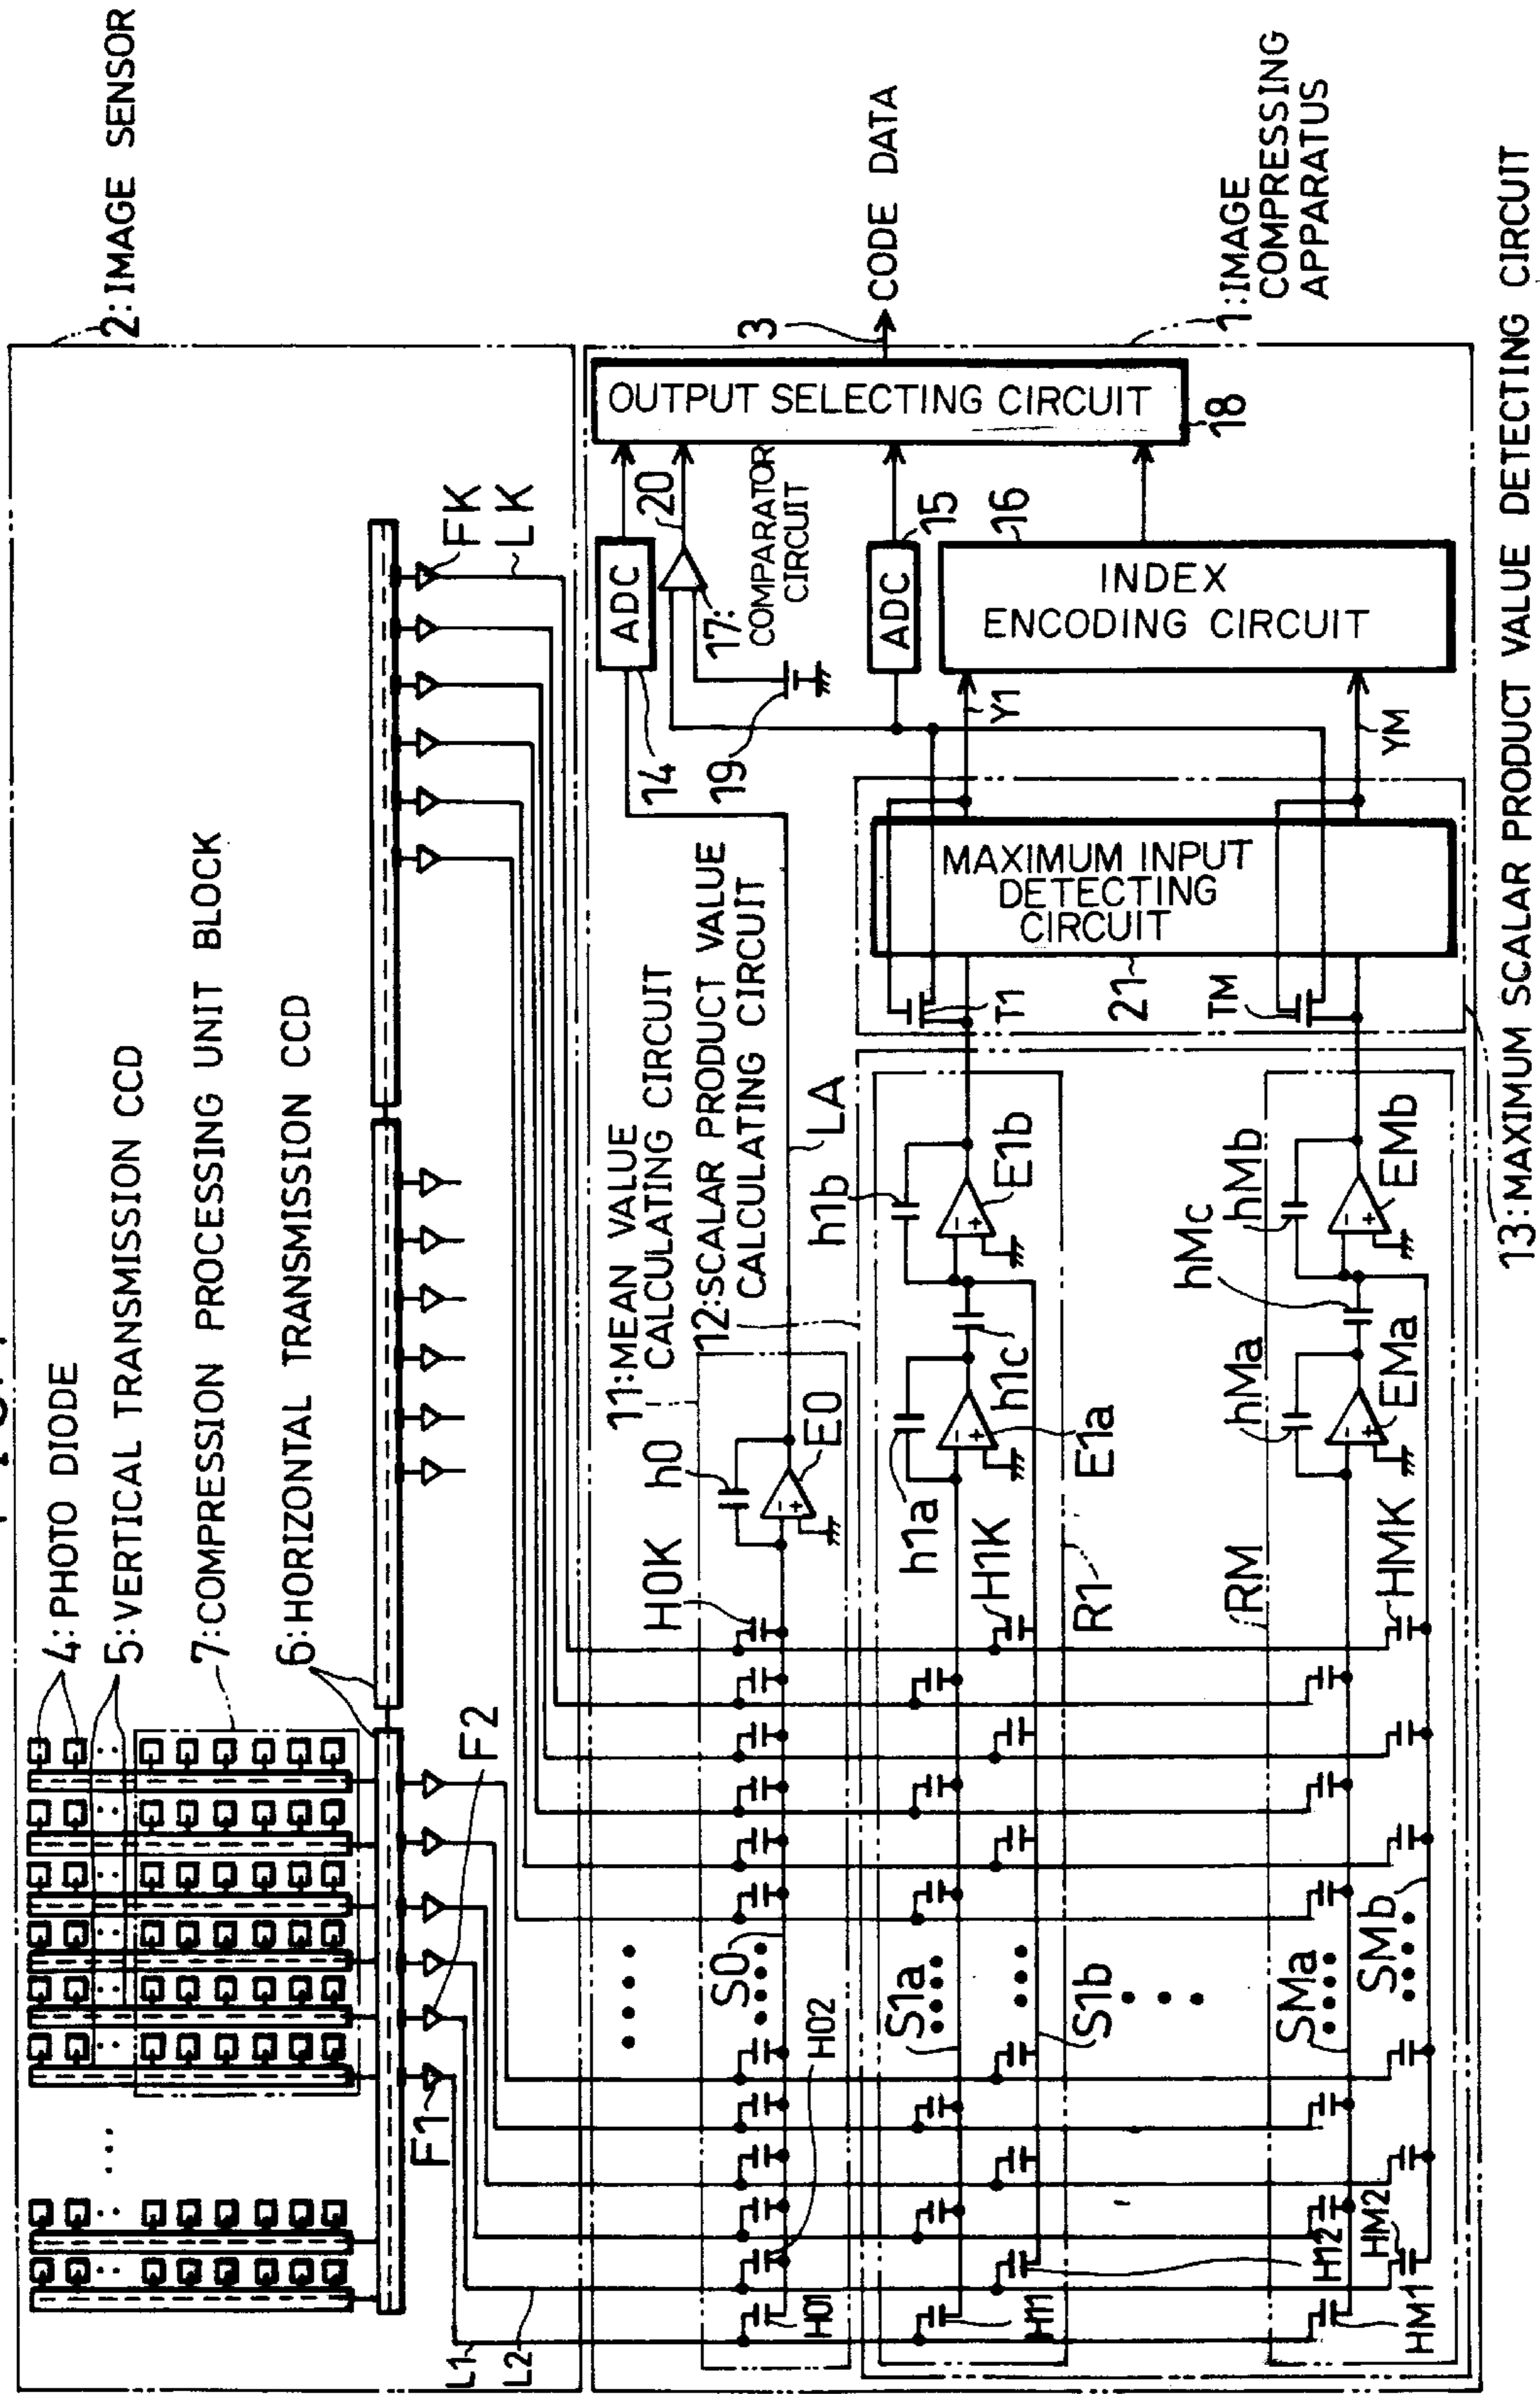 2:IMAGE SENSOR
4:PHOTO DIODE
5:VERTICAL TRANSMISSION CCD
7:COMPRESSION PROCESSING UNIT BLOCK
6:HORIZONTAL TRANSMISSION CCD
F1
F2
FK
LK
L1
L2
11:MEAN VALUE
CALCULATING CIRCUIT
12:SCALAR PRODUCT VALUE
CALCULATING CIRCUIT
H01
H02
S0
H0K
h0
E0
LA
14
ADC
19
17:
COMPARATOR
CIRCUIT
20
OUTPUT SELECTING CIRCUIT
18
3
CODE DATA
1:IMAGE
COMPRESSING
APPARATUS
H11
H12
S1a
S1b
H1K
R1
h1a
E1a
h1c
h1b
E1b
T1
21
MAXIMUM INPUT
DETECTING
CIRCUIT
Y1
ADC
15
16
INDEX
ENCODING CIRCUIT
YM
TM
HM1
HM2
SMa
SMb
HMK
RM
hMa
EMa
hMc
hMb
EMb
13:MAXIMUM SCALAR PRODUCT VALUE DETECTING CIRCUIT